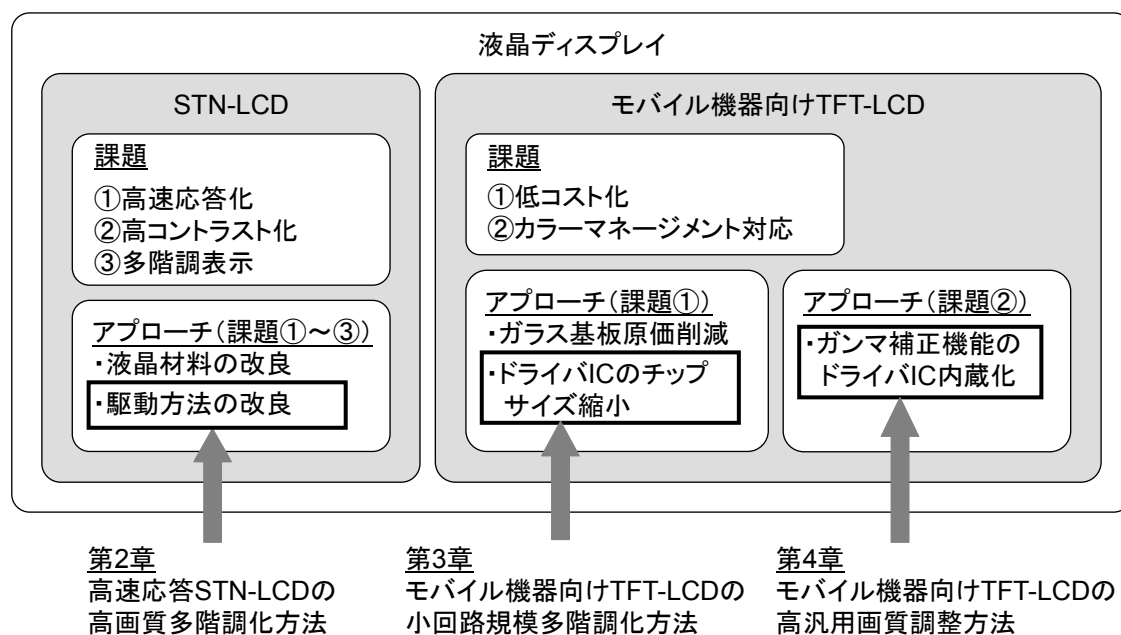 液晶ディスプレイ
STN-LCD
課題
①高速応答化
②高コントラスト化
③多階調表示
アプローチ(課題①～③)
・液晶材料の改良
・駆動方法の改良
モバイル機器向けTFT-LCD
課題
①低コスト化
②カラーマネージメント対応
アプローチ(課題①)
・ガラス基板原価削減
・ドライバICのチップ
サイズ縮小
アプローチ(課題②)
・ガンマ補正機能の
ドライバIC内蔵化
第2章
高速応答STN-LCDの
高画質多階調化方法
第3章
モバイル機器向けTFT-LCDの
小回路規模多階調化方法
第4章
モバイル機器向けTFT-LCDの
高汎用画質調整方法